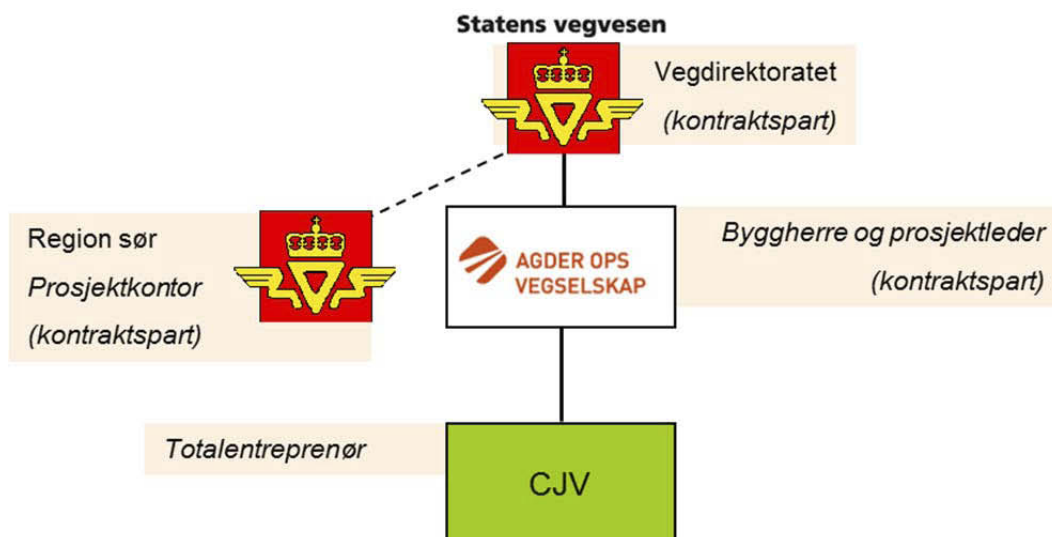 Statens vegvesen
Vegdirektoratet
(kontraktspart)
Region sør
Prosjektkontor
(kontraktspart)
AGDER OPS
VEGSELSKAP
Byggherre og prosjektleder
(kontraktspart)
Totalentreprenør
CJV